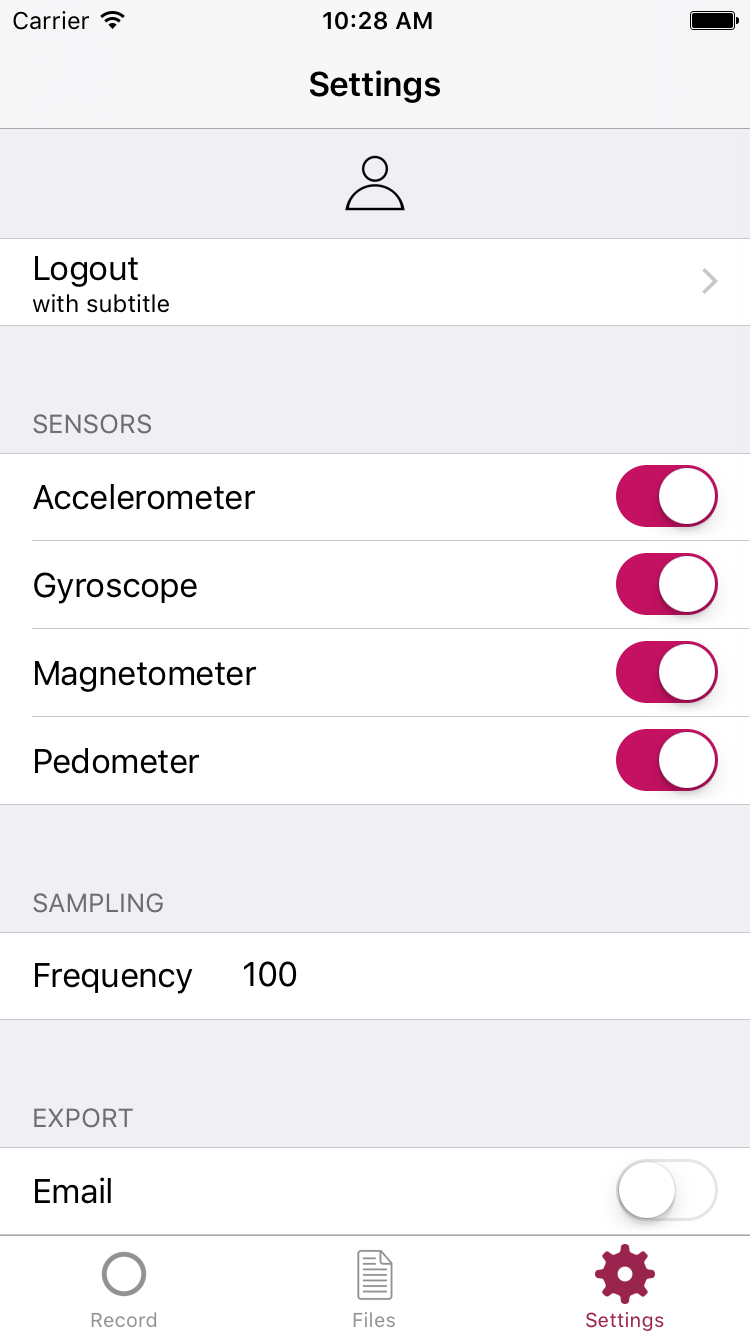 Carrier 10:28 AM
Settings
Logout
with subtitle
SENSORS
Accelerometer
Gyroscope
Magnetometer
Pedometer
SAMPLING
Frequency 100
EXPORT
Email
Record Files Settings